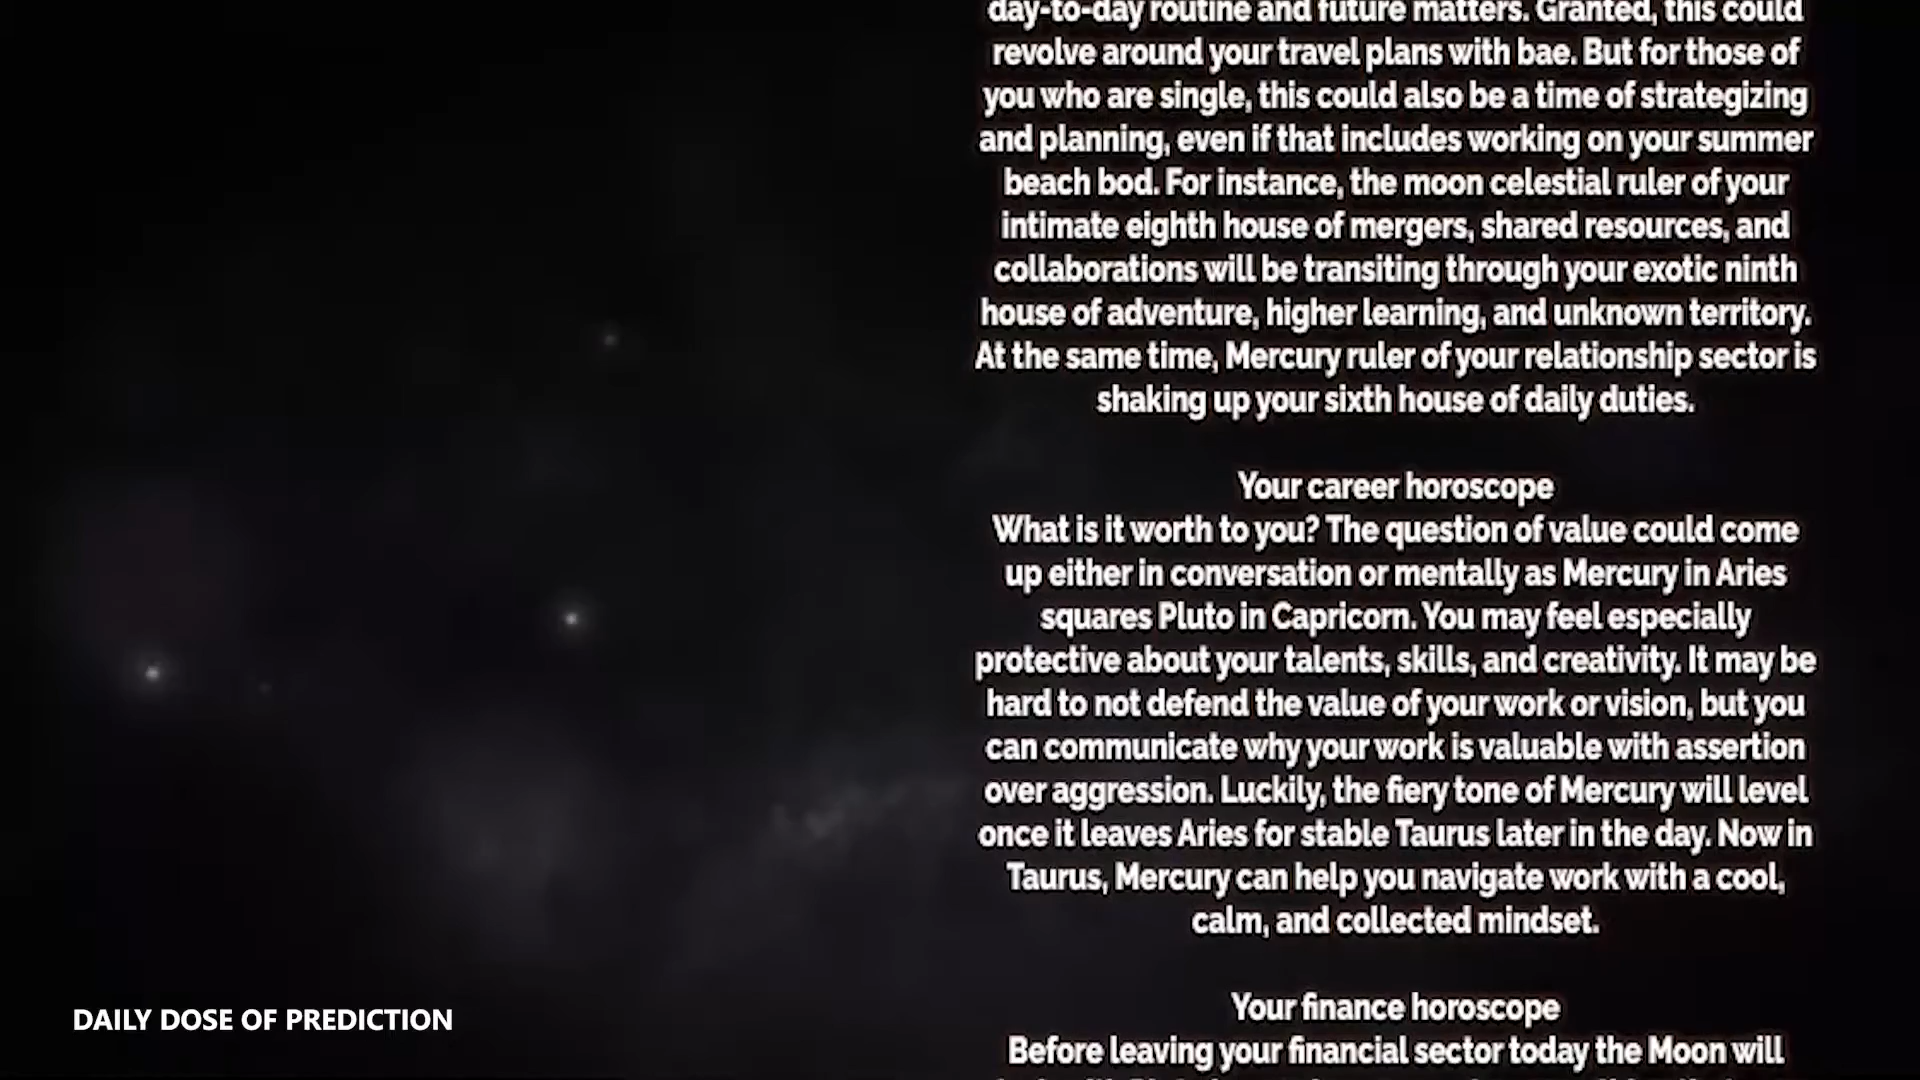 day-to-day routine and future matters. Granted, this could
revolve around your travel plans with bae. But for those of
you who are single, this could also be a time of strategizing
and planning, even if that includes working on your summer
beach bod. For instance, the moon celestial ruler of your
intimate eighth house of mergers, shared resources, and
collaborations will be transiting through your exotic ninth
house of adventure, higher learning, and unknown territory.
At the same time, Mercury ruler of your relationship sector is
shaking up your sixth house of daily duties.
Your career horoscope
What is it worth to you? The question of value could come
up either in conversation or mentally as Mercury in Aries
squares Pluto in Capricorn. You may feel especially
protective about your talents, skills, and creativity. It may be
hard to not defend the value of your work or vision, but you
can communicate why your work is valuable with assertion
over aggression. Luckily, the fiery tone of Mercury will level
once it leaves Aries for stable Taurus later in the day. Now in
Taurus, Mercury can help you navigate work with a cool,
calm, and collected mindset.
Your finance horoscope
Before leaving your financial sector today the Moon will
DAILY DOSE OF PREDICTION